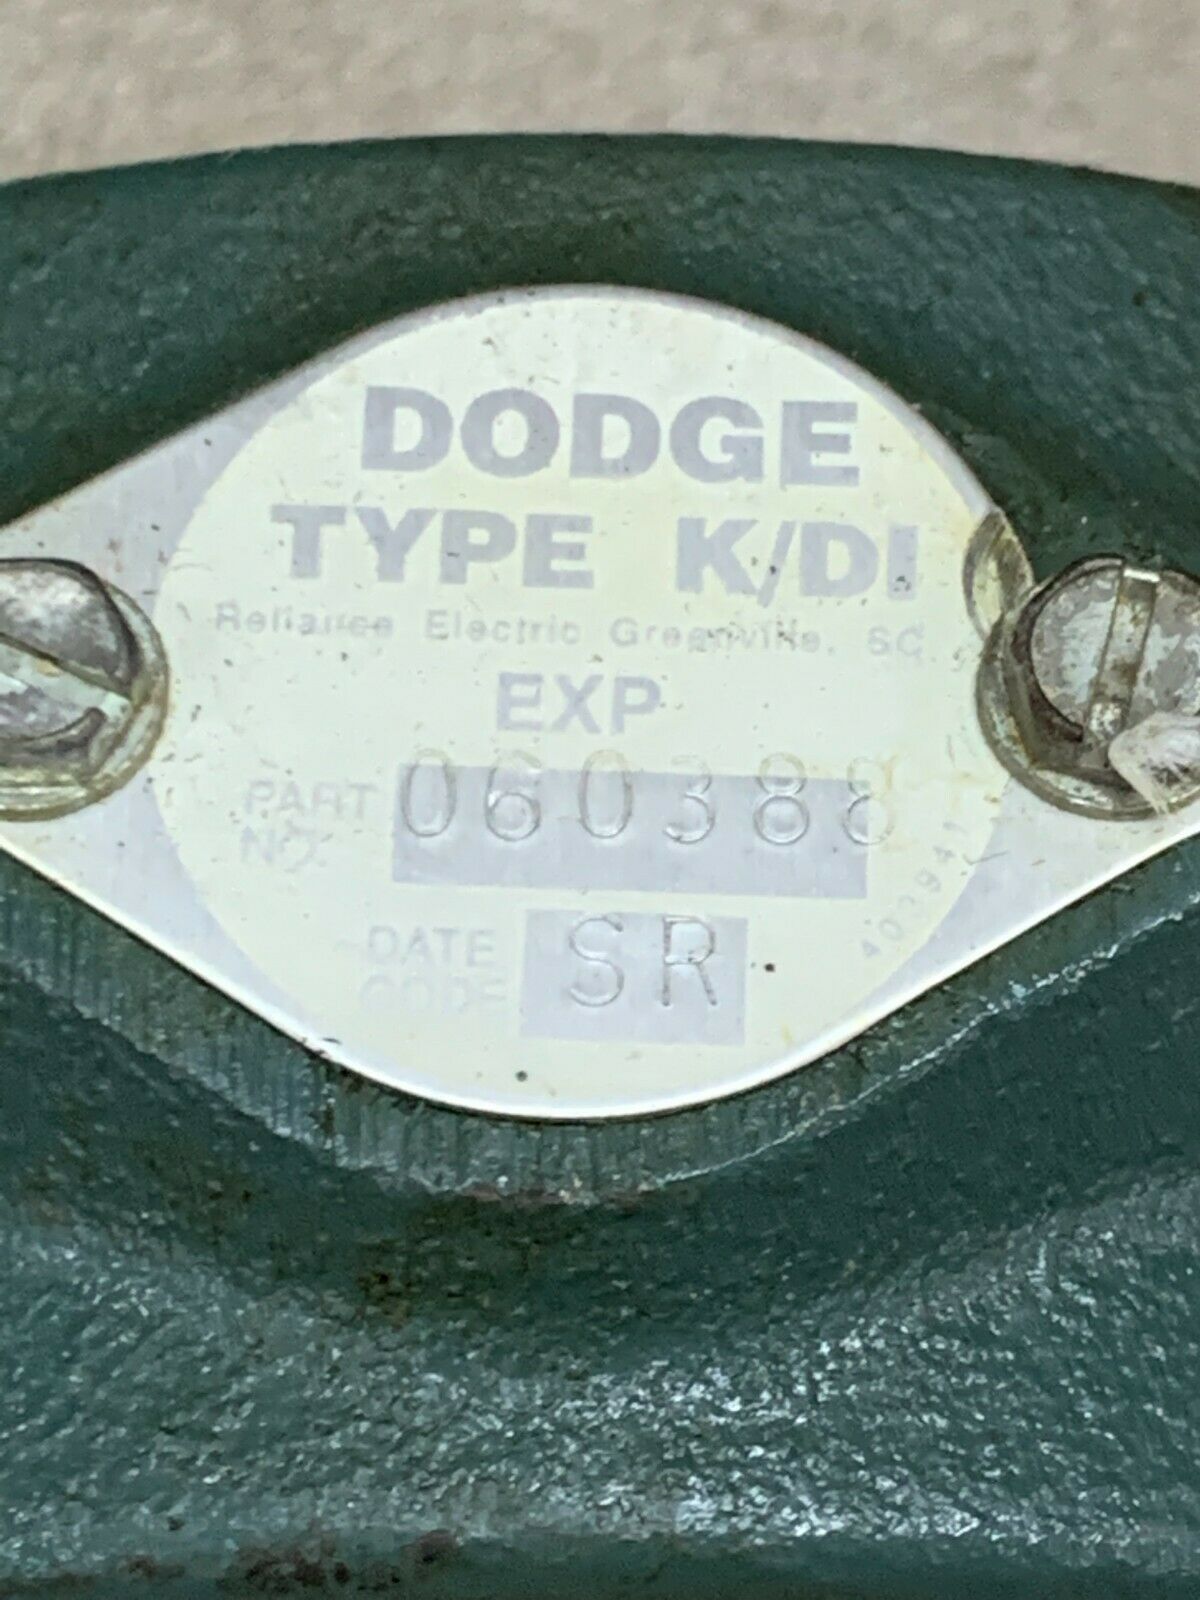 DODGE
TYPE K/DI
Reliance Electric Greenville, SC
EXP
PART NO. 060388
DATE CODE SR